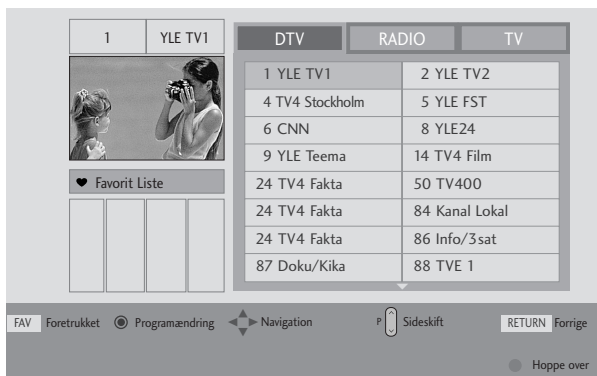 1 YLE TV1
DTV RADIO TV
1 YLE TV1 2 YLE TV2
4 TV4 Stockholm 5 YLE FST
6 CNN 8 YLE24
9 YLE Teema 14 TV4 Film
24 TV4 Fakta 50 TV400
24 TV4 Fakta 84 Kanal Lokal
24 TV4 Fakta 86 Info/3sat
87 Doku/Kika 88 TVE 1
Favorit Liste
FAV Foretrukket Programændring Navigation P Sideskift RETURN Forrige
Hoppe over